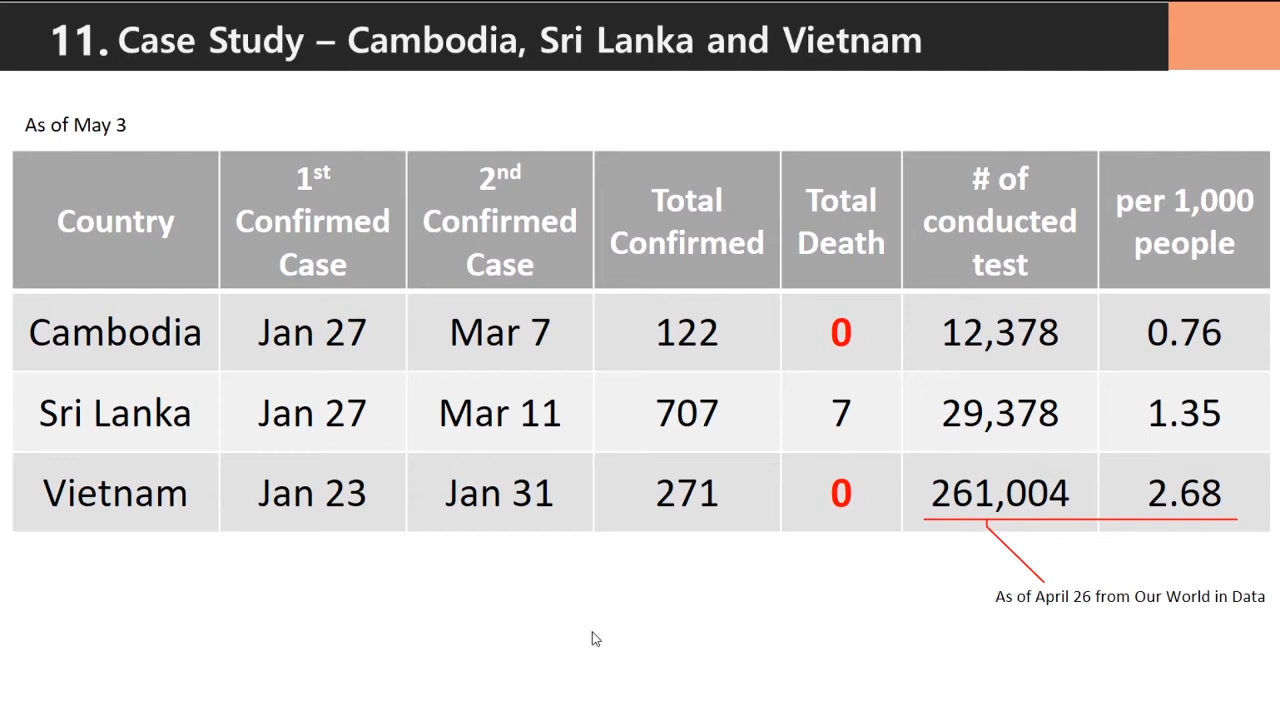 11. Case Study – Cambodia, Sri Lanka and Vietnam
As of May 3
Country
1st
Confirmed
Case
2nd
Confirmed
Case
Total
Confirmed
Total
Death
# of
conducted
test
per 1,000
people
Cambodia Jan 27 Mar 7 122 0 12,378 0.76
Sri Lanka Jan 27 Mar 11 707 7 29,378 1.35
Vietnam Jan 23 Jan 31 271 0 261,004 2.68
As of April 26 from Our World in Data